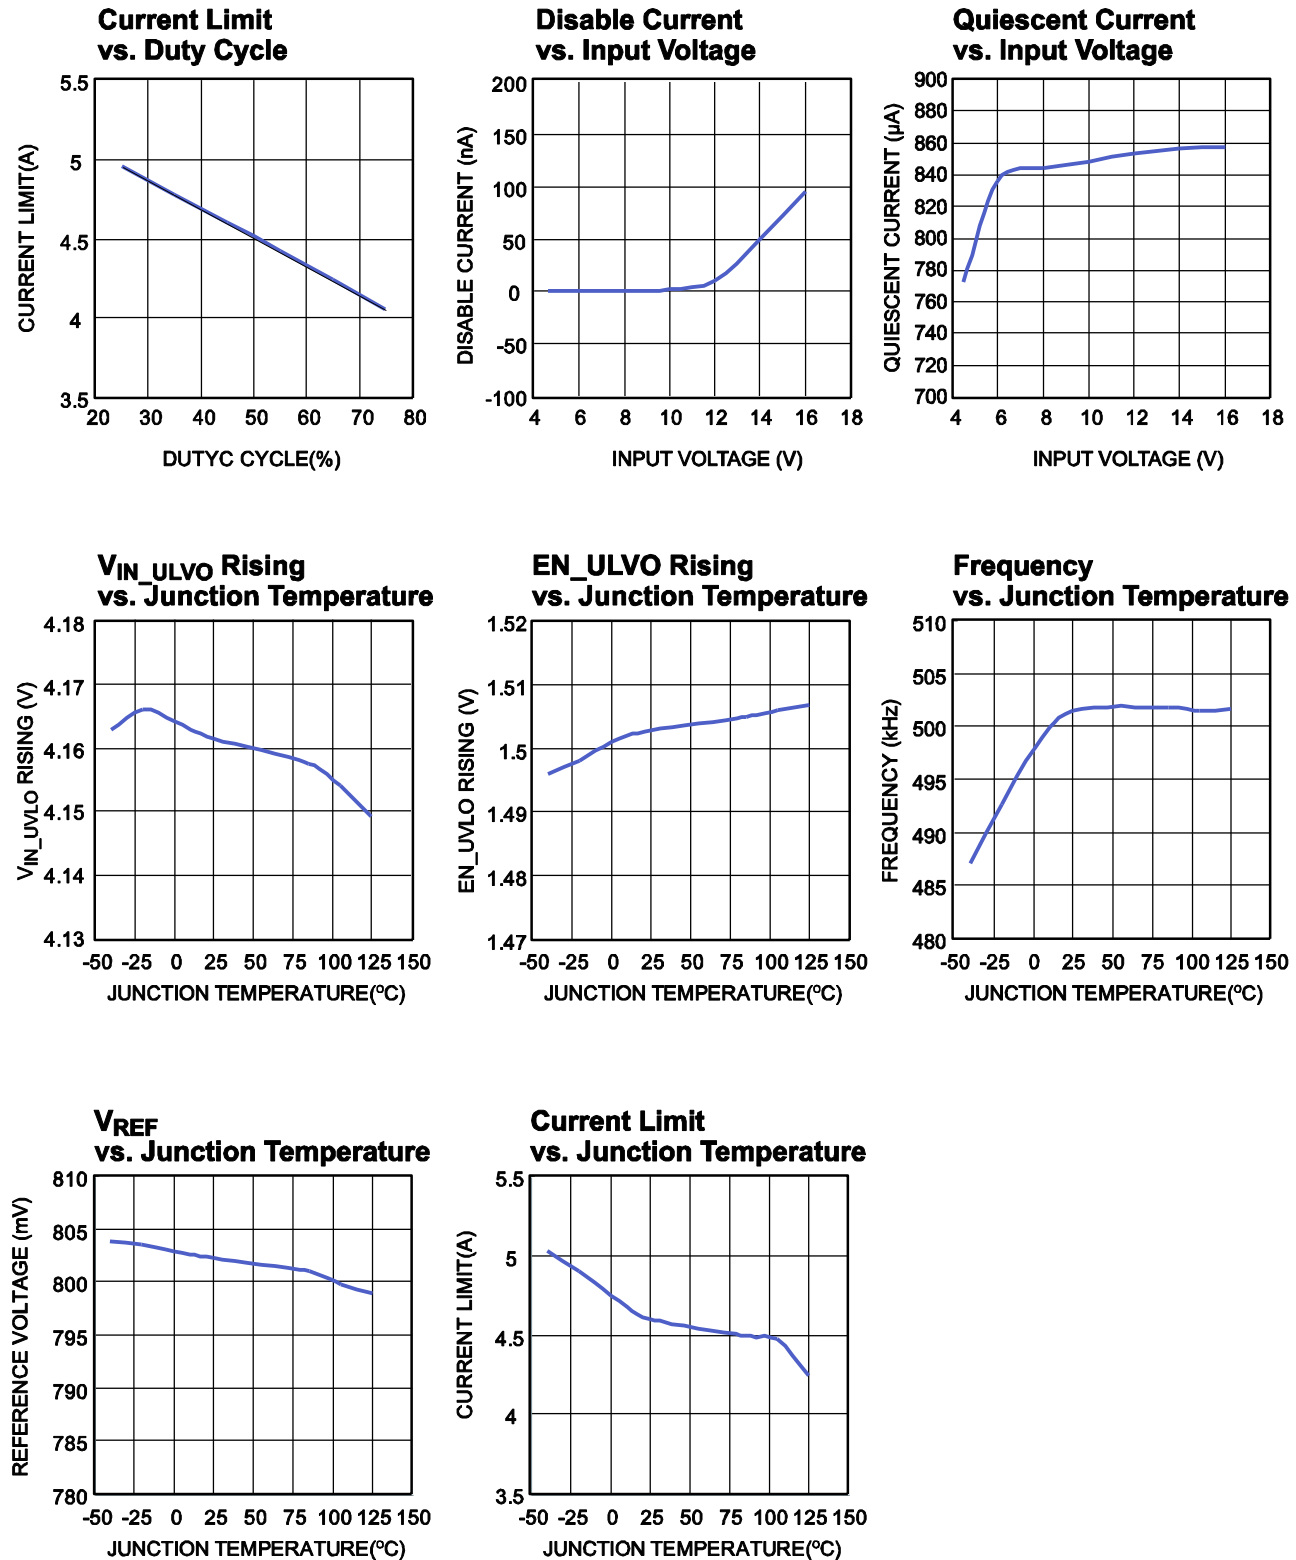 Current Limit
vs. Duty Cycle
5.5
5
4.5
4
3.5
CURRENT LIMIT(A)
20 30 40 50 60 70 80
DUTYC CYCLE(%)
Disable Current
vs. Input Voltage
200
150
100
50
0
-50
-100
DISABLE CURRENT (nA)
4 6 8 10 12 14 16 18
INPUT VOLTAGE (V)
Quiescent Current
vs. Input Voltage
900
880
860
840
820
800
780
760
740
720
700
QUIESCENT CURRENT (µA)
4 6 8 10 12 14 16 18
INPUT VOLTAGE (V)
VIN_ULVO Rising
vs. Junction Temperature
4.18
4.17
4.16
4.15
4.14
4.13
VIN_UVLO RISING (V)
-50 -25 0 25 50 75 100 125 150
JUNCTION TEMPERATURE(ºC)
EN_ULVO Rising
vs. Junction Temperature
1.52
1.51
1.5
1.49
1.48
1.47
EN_UVLO RISING (V)
-50 -25 0 25 50 75 100 125 150
JUNCTION TEMPERATURE(ºC)
Frequency
vs. Junction Temperature
510
505
500
495
490
485
480
FREQUENCY (kHz)
-50 -25 0 25 50 75 100 125 150
JUNCTION TEMPERATURE(ºC)
VREF
vs. Junction Temperature
810
805
800
795
790
785
780
REFERENCE VOLTAGE (mV)
-50 -25 0 25 50 75 100 125 150
JUNCTION TEMPERATURE(ºC)
Current Limit
vs. Junction Temperature
5.5
5
4.5
4
3.5
CURRENT LIMIT(A)
-50 -25 0 25 50 75 100 125 150
JUNCTION TEMPERATURE(ºC)